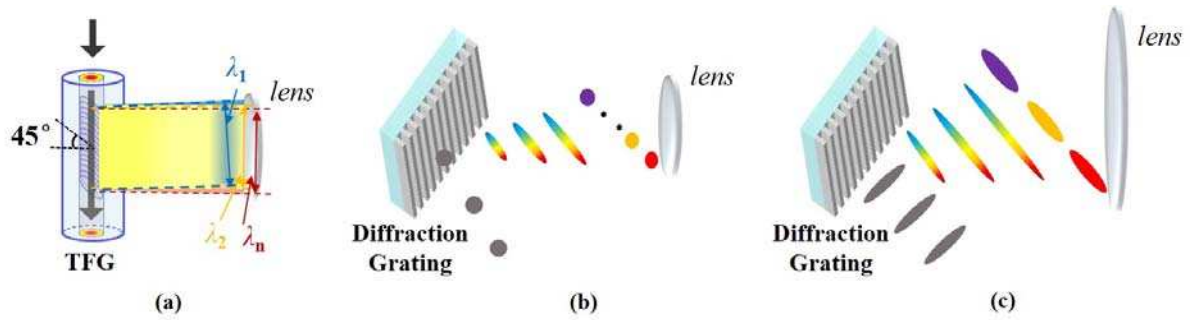 λ1
lens
45°
λ2
λn
TFG
(a)
lens
Diffraction
Grating
(b)
lens
Diffraction
Grating
(c)